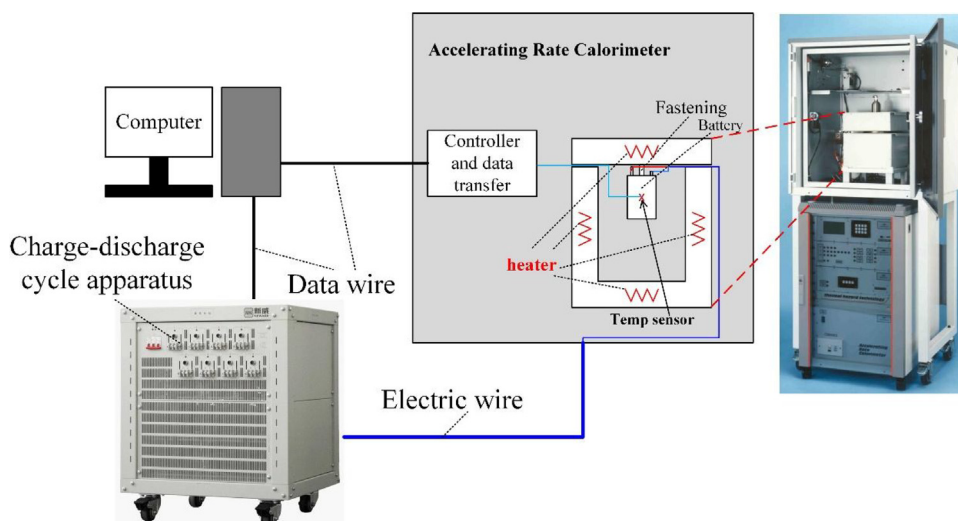 Accelerating Rate Calorimeter
Computer
Controller
and data
transfer
Fastening
Battery
heater
Temp sensor
Charge-discharge
cycle apparatus
Data wire
Electric wire